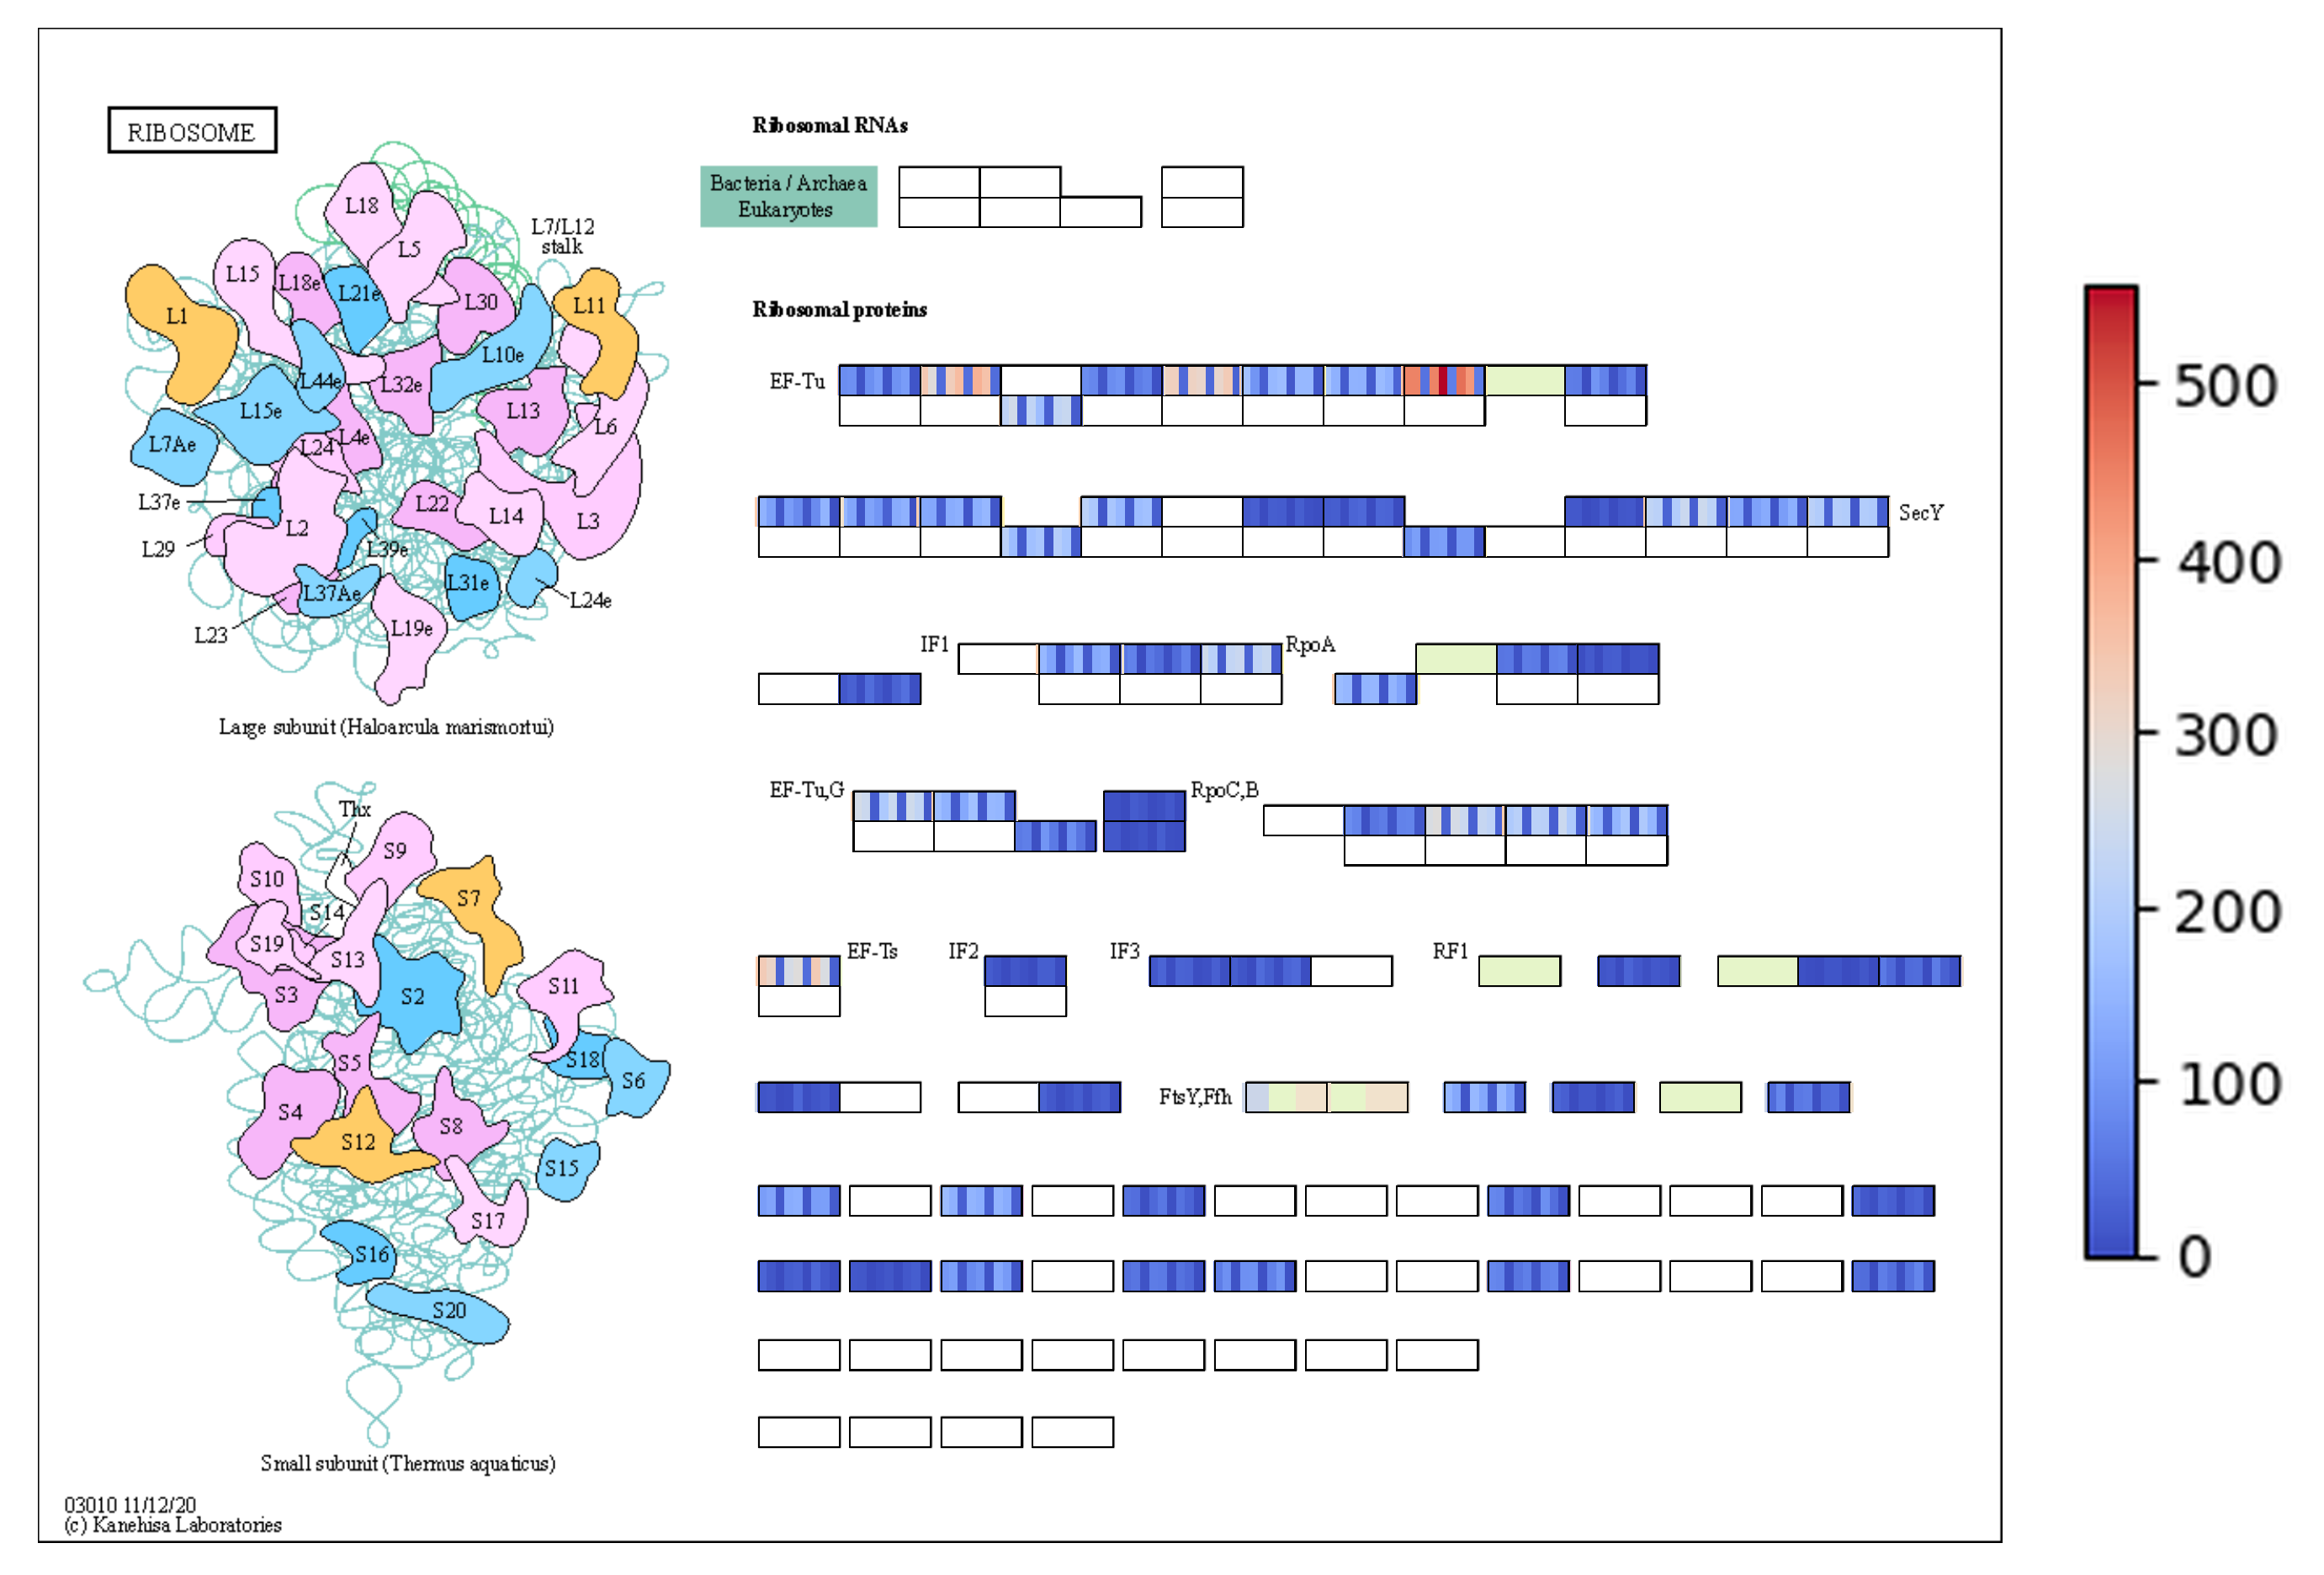 RIBOSOME
L18
L5
L7/L12
stalk
L15
L18e
L21e
L30
L11
L1
L10e
L44e
L32e
L15e
L13
L6
L7Ae
L24
L4e
L37e
L22
L14
L3
L2
L29
L39e
L37Ae
L31e
L24e
L23
L19e
Large subunit (Haloarcula marismortui)
Thx
S9
S10
S7
S14
S19
S13
S3
S2
S11
S5
S18
S6
S4
S12
S8
S15
S17
S16
S20
Small subunit (Thermus aquaticus)
03010 11/12/20
(c) Kanehisa Laboratories
Ribosomal RNAs
Bacteria / Archaea
Eukaryotes
Ribosomal proteins
EF-Tu
SecY
IF1
RpoA
EF-Tu,G
RpoC,B
EF-Ts
IF2
IF3
RF1
FtsY,Ffh
500
400
300
200
100
0